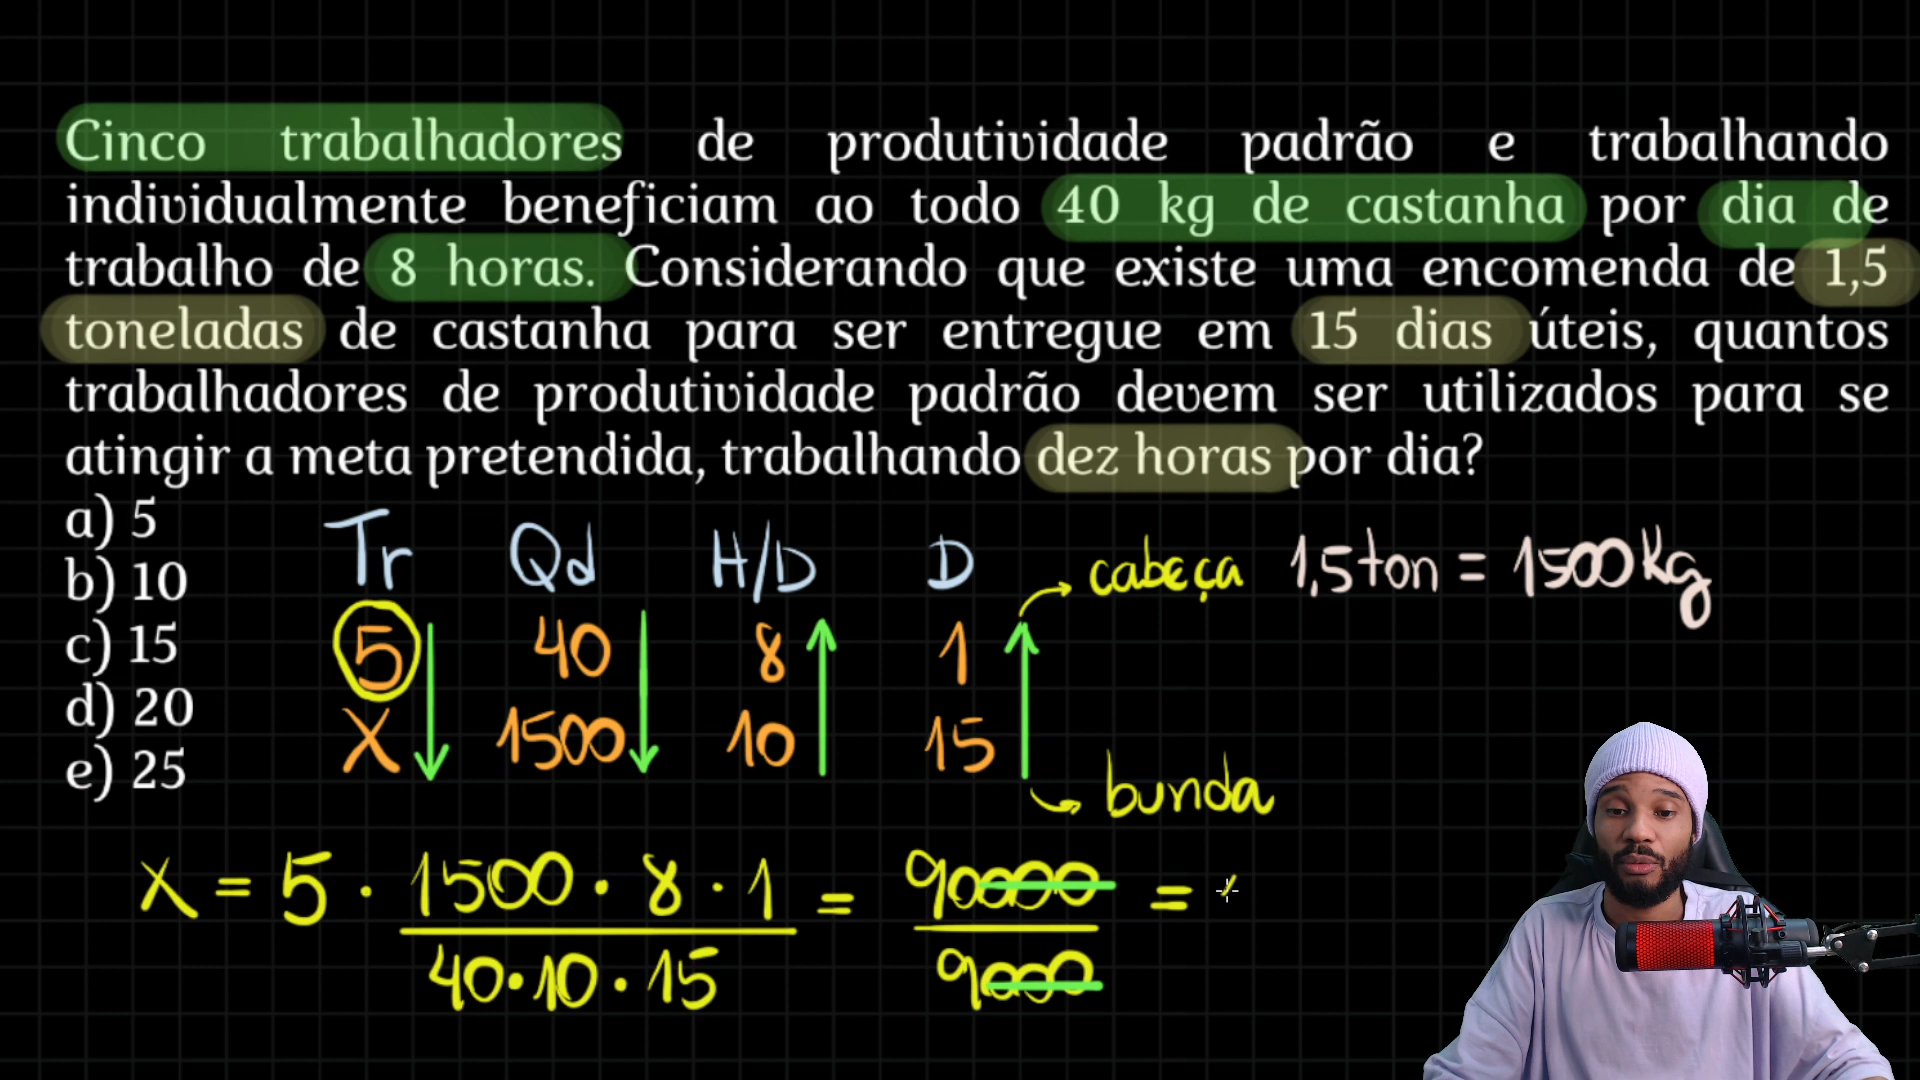 Cinco trabalhadores de produtividade padrão e trabalhando
individualmente beneficiam ao todo 40 kg de castanha por dia de
trabalho de 8 horas. Considerando que existe uma encomenda de 1,5
toneladas de castanha para ser entregue em 15 dias úteis, quantos
trabalhadores de produtividade padrão devem ser utilizados para se
atingir a meta pretendida, trabalhando dez horas por dia?
a) 5
b) 10
c) 15
d) 20
e) 25
Tr Qd H/D D cabeça 1,5 ton = 1500 Kg
5 40 8 1
X 1500 10 15
bunda
X = 5 · 1500 · 8 · 1 = 90000 =
40 · 10 · 15 9000